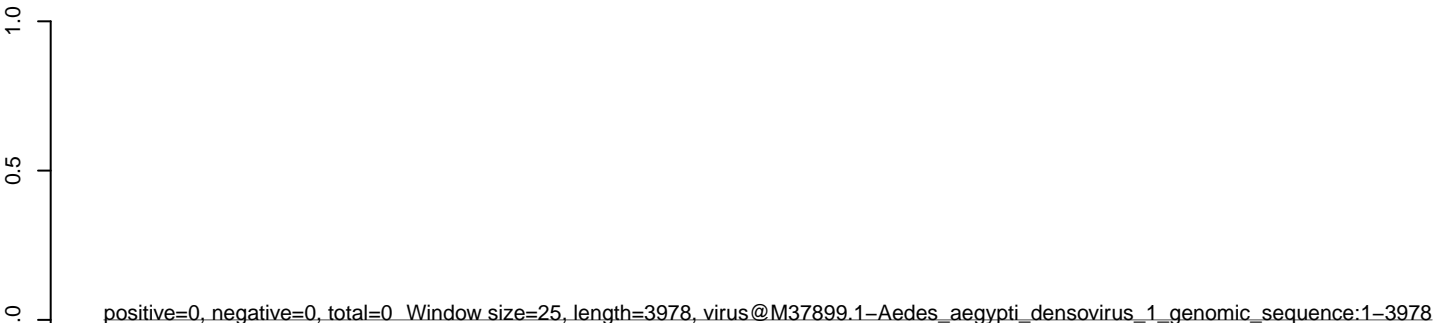 1.0
0.5
.0
positive=0, negative=0, total=0 Window size=25, length=3978, virus@M37899.1−Aedes_aegypti_densovirus_1_genomic_sequence:1−3978